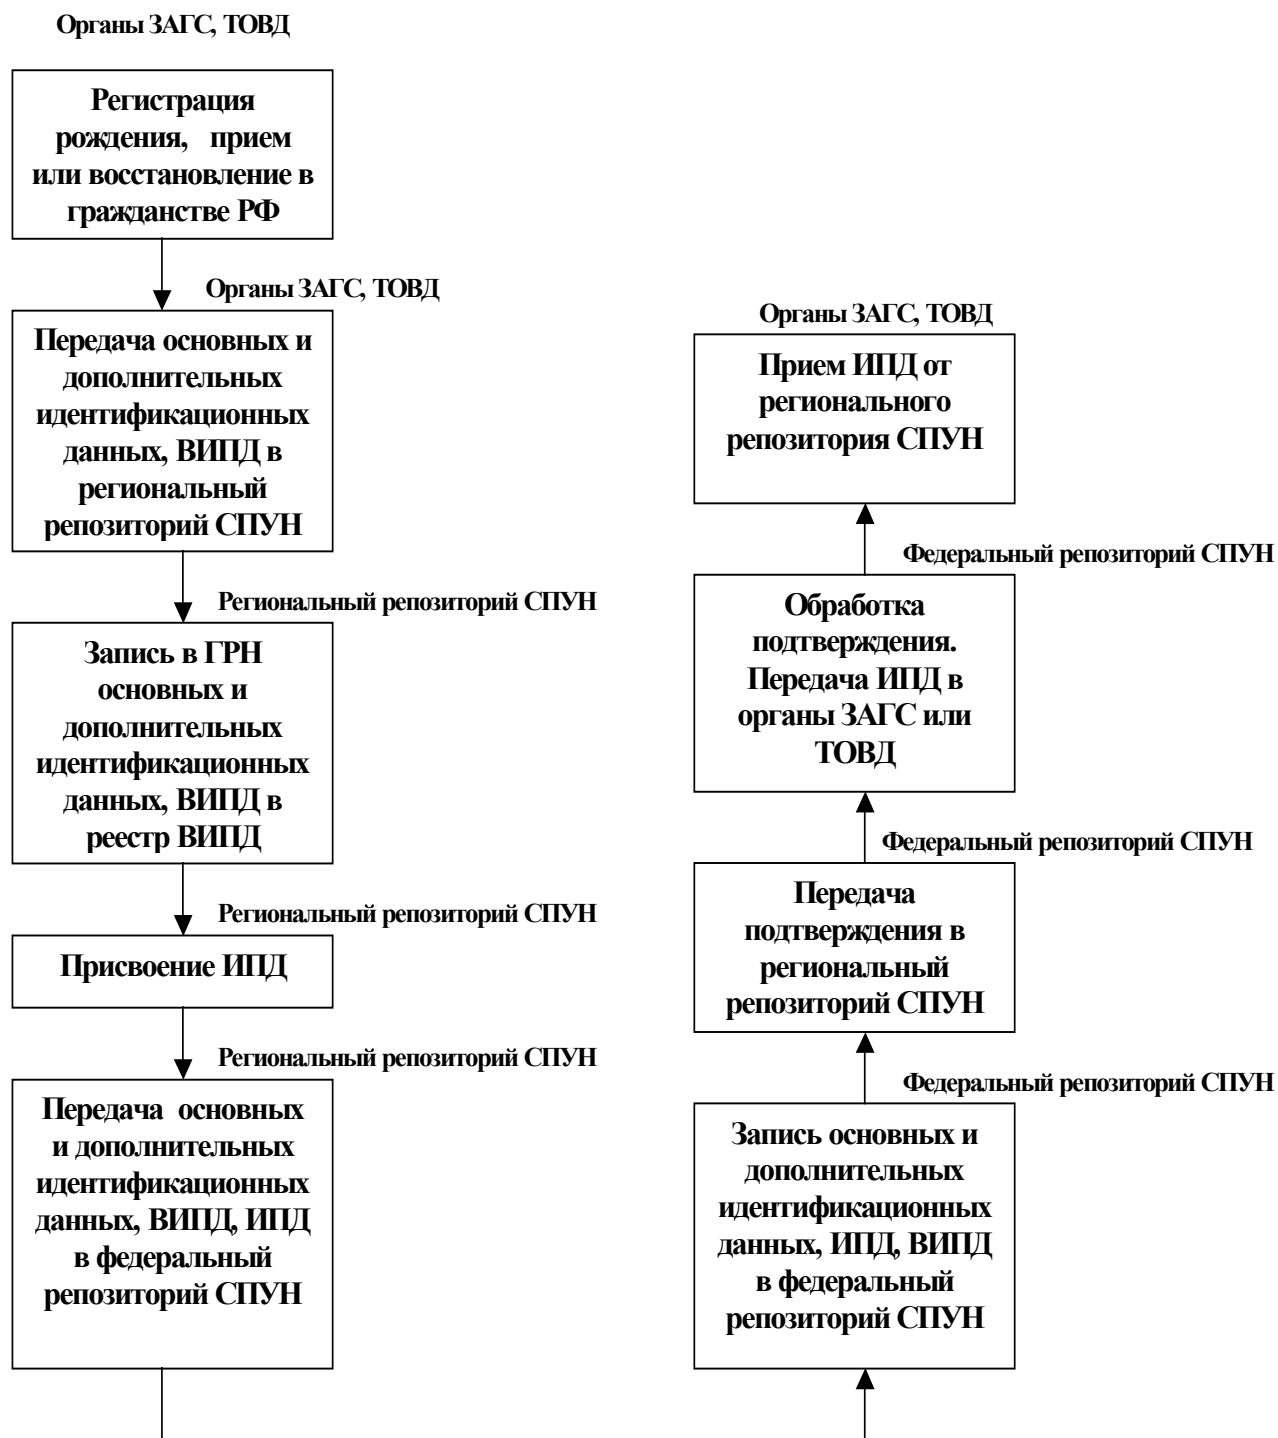 Органы ЗАГС, ТОВД
Регистрация
рождения, прием
или восстановление в
гражданстве РФ
Органы ЗАГС, ТОВД
Передача основных и
дополнительных
идентификационных
данных, ВИПД в
региональный
репозиторий СПУН
Региональный репозиторий СПУН
Запись в ГРН
основных и
дополнительных
идентификационных
данных, ВИПД в
реестр ВИПД
Региональный репозиторий СПУН
Присвоение ИПД
Региональный репозиторий СПУН
Передача основных
и дополнительных
идентификационных
данных, ВИПД, ИПД
в федеральный
репозиторий СПУН
Органы ЗАГС, ТОВД
Прием ИПД от
регионального
репозитория СПУН
Федеральный репозиторий СПУН
Обработка
подтверждения.
Передача ИПД в
органы ЗАГС или
ТОВД
Федеральный репозиторий СПУН
Передача
подтверждения в
региональный
репозиторий СПУН
Федеральный репозиторий СПУН
Запись основных и
дополнительных
идентификационных
данных, ИПД, ВИПД
в федеральный
репозиторий СПУН